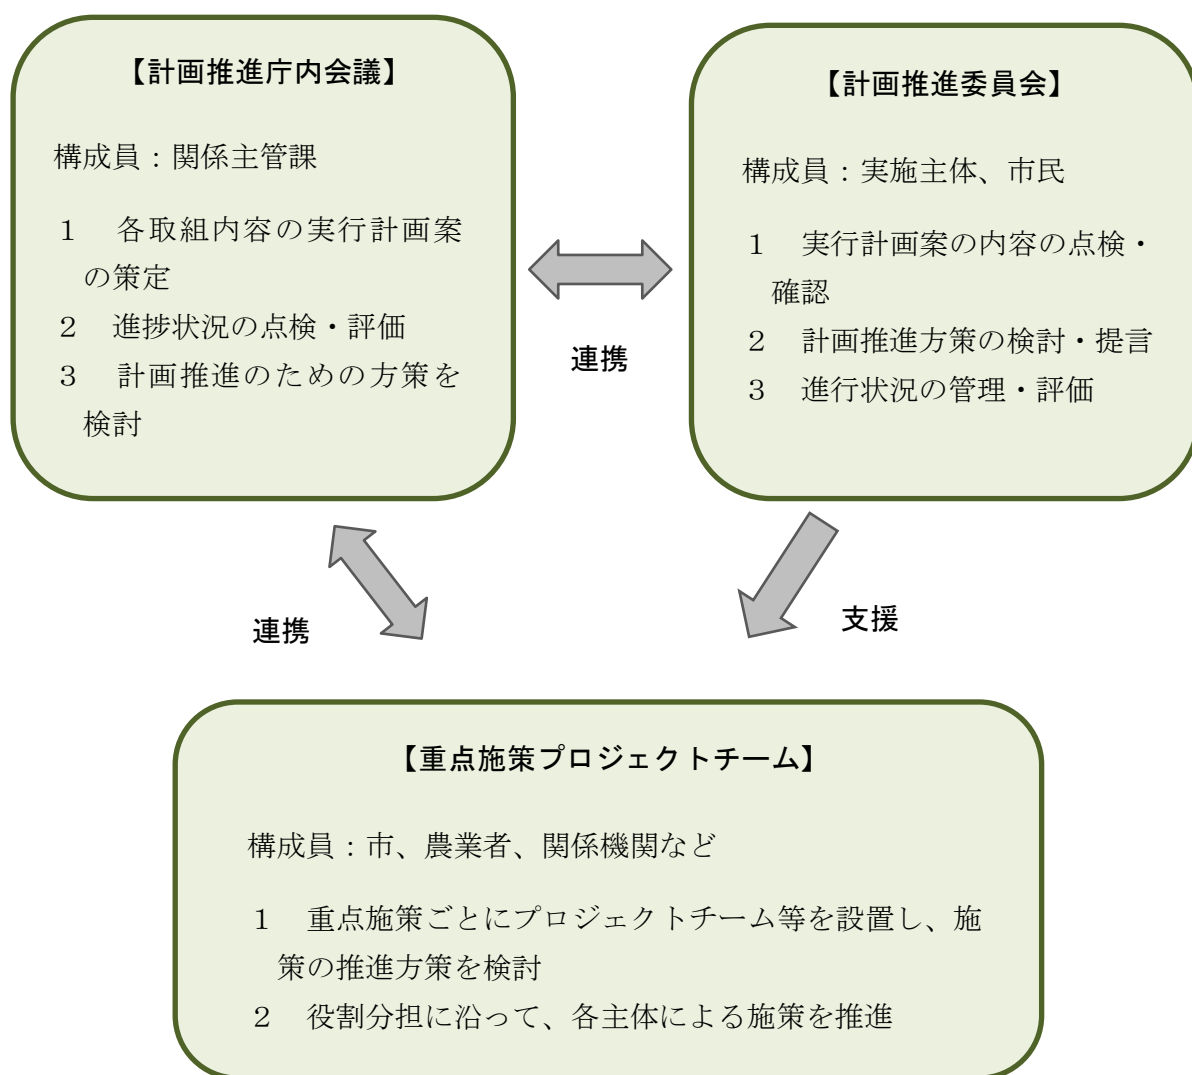 【計画推進庁内会議】
構成員：関係主管課
１　各取組内容の実行計画案
の策定
２　進捗状況の点検・評価
３　計画推進のための方策を
検討
【計画推進委員会】
構成員：実施主体、市民
１　実行計画案の内容の点検・
確認
２　計画推進方策の検討・提言
３　進行状況の管理・評価
連携
連携
支援
【重点施策プロジェクトチーム】
構成員：市、農業者、関係機関など
１　重点施策ごとにプロジェクトチーム等を設置し、施
策の推進方策を検討
２　役割分担に沿って、各主体による施策を推進